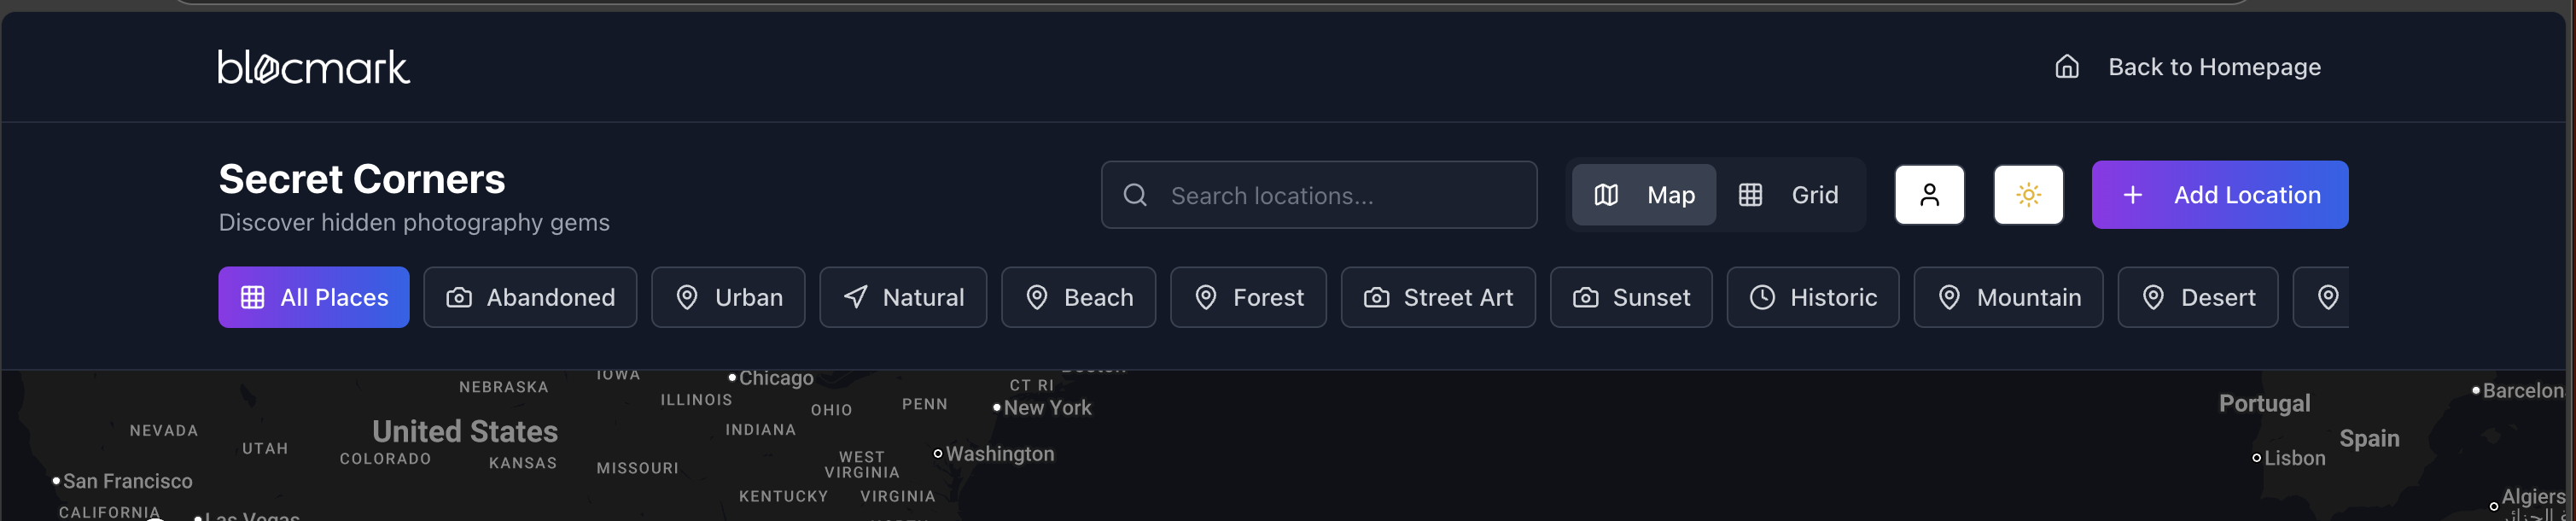 blocmark
Back to Homepage
Secret Corners
Discover hidden photography gems
Search locations...
Map
Grid
Add Location
All Places
Abandoned
Urban
Natural
Beach
Forest
Street Art
Sunset
Historic
Mountain
Desert
IOWA
Chicago
NEBRASKA
CT RI
ILLINOIS
OHIO
PENN
New York
Portugal
NEVADA
United States
INDIANA
Spain
UTAH
COLORADO
KANSAS
MISSOURI
WEST
VIRGINIA
Washington
Lisbon
San Francisco
KENTUCKY
VIRGINIA
Algiers
CALIFORNIA
Las Vegas